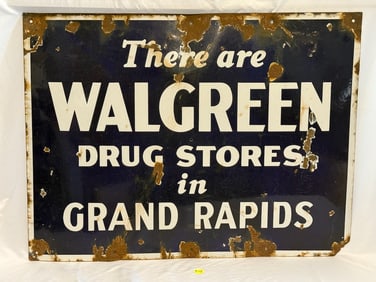 There are
WALGREEN
DRUG STORES
in
GRAND RAPIDS